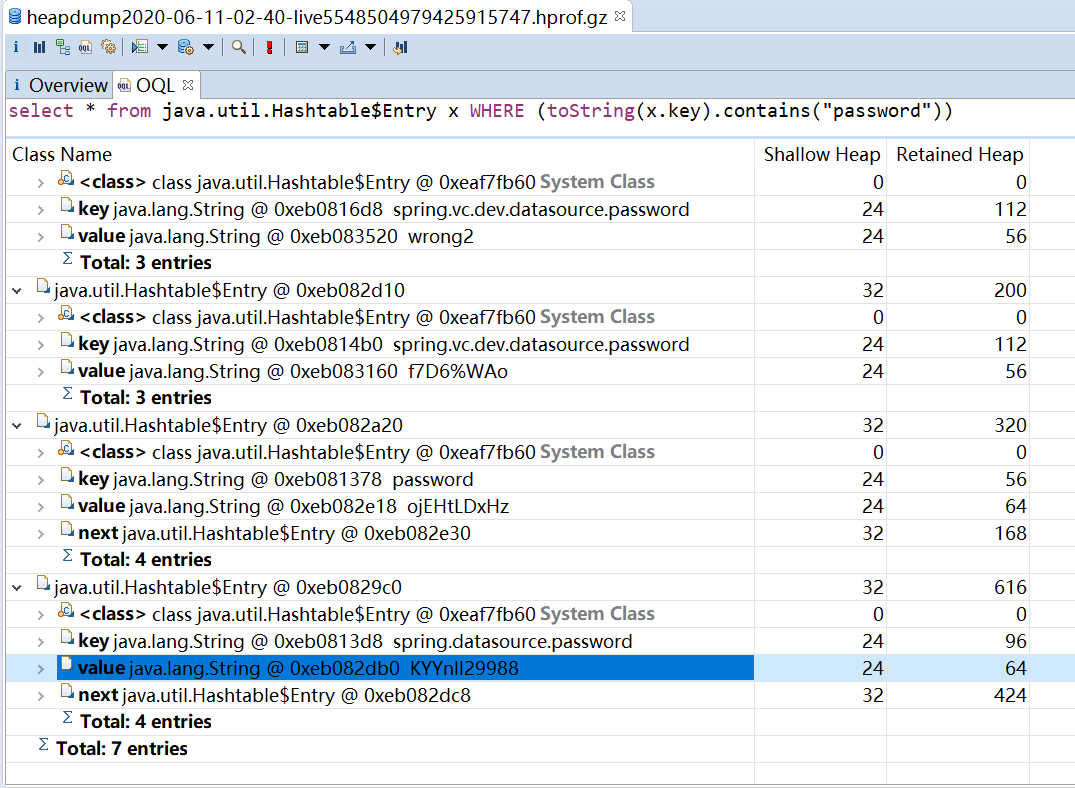 heapdump2020-06-11-02-40-live5548504979425915747.hprof.gz
i OQL
i Overview OQL OQL
select * from java.util.Hashtable$Entry x WHERE (toString(x.key).contains("password"))
Class Name Shallow Heap Retained Heap
<class> class java.util.Hashtable$Entry @ 0xeaf7fb60 System Class 0 0
key java.lang.String @ 0xeb0816d8 spring.vc.dev.datasource.password 24 112
value java.lang.String @ 0xeb083520 wrong2 24 56
Σ Total: 3 entries
java.util.Hashtable$Entry @ 0xeb082d10 32 200
<class> class java.util.Hashtable$Entry @ 0xeaf7fb60 System Class 0 0
key java.lang.String @ 0xeb0814b0 spring.vc.dev.datasource.password 24 112
value java.lang.String @ 0xeb083160 f7D6%WAo 24 56
Σ Total: 3 entries
java.util.Hashtable$Entry @ 0xeb082a20 32 320
<class> class java.util.Hashtable$Entry @ 0xeaf7fb60 System Class 0 0
key java.lang.String @ 0xeb081378 password 24 56
value java.lang.String @ 0xeb082e18 ojEHtLDxHz 24 64
next java.util.Hashtable$Entry @ 0xeb082e30 32 168
Σ Total: 4 entries
java.util.Hashtable$Entry @ 0xeb0829c0 32 616
<class> class java.util.Hashtable$Entry @ 0xeaf7fb60 System Class 0 0
key java.lang.String @ 0xeb0813d8 spring.datasource.password 24 96
value java.lang.String @ 0xeb082db0 KYYnll29988 24 64
next java.util.Hashtable$Entry @ 0xeb082dc8 32 424
Σ Total: 4 entries
Σ Total: 7 entries